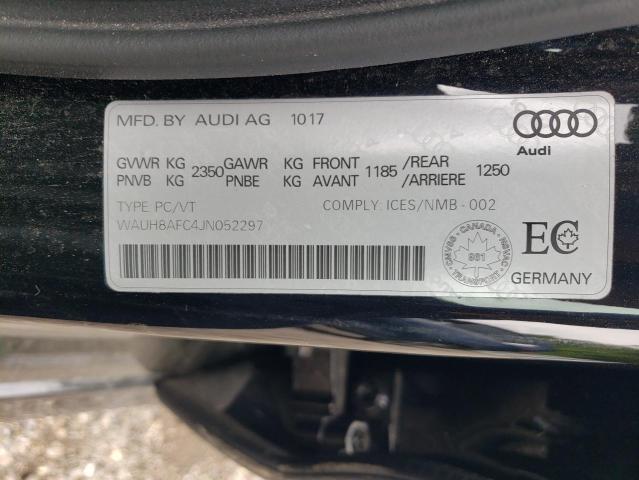 MFD. BY AUDI AG 1017
Audi
GVWR KG 2350 GAWR KG FRONT 1185 /REAR 1250
PNVB KG PNBE KG AVANT /ARRIERE
TYPE: PC/VT COMPLY: ICES/NMB - 002
WAUH8AFC4JN052297
CANADA
961
TRANSPORT
EC
GERMANY